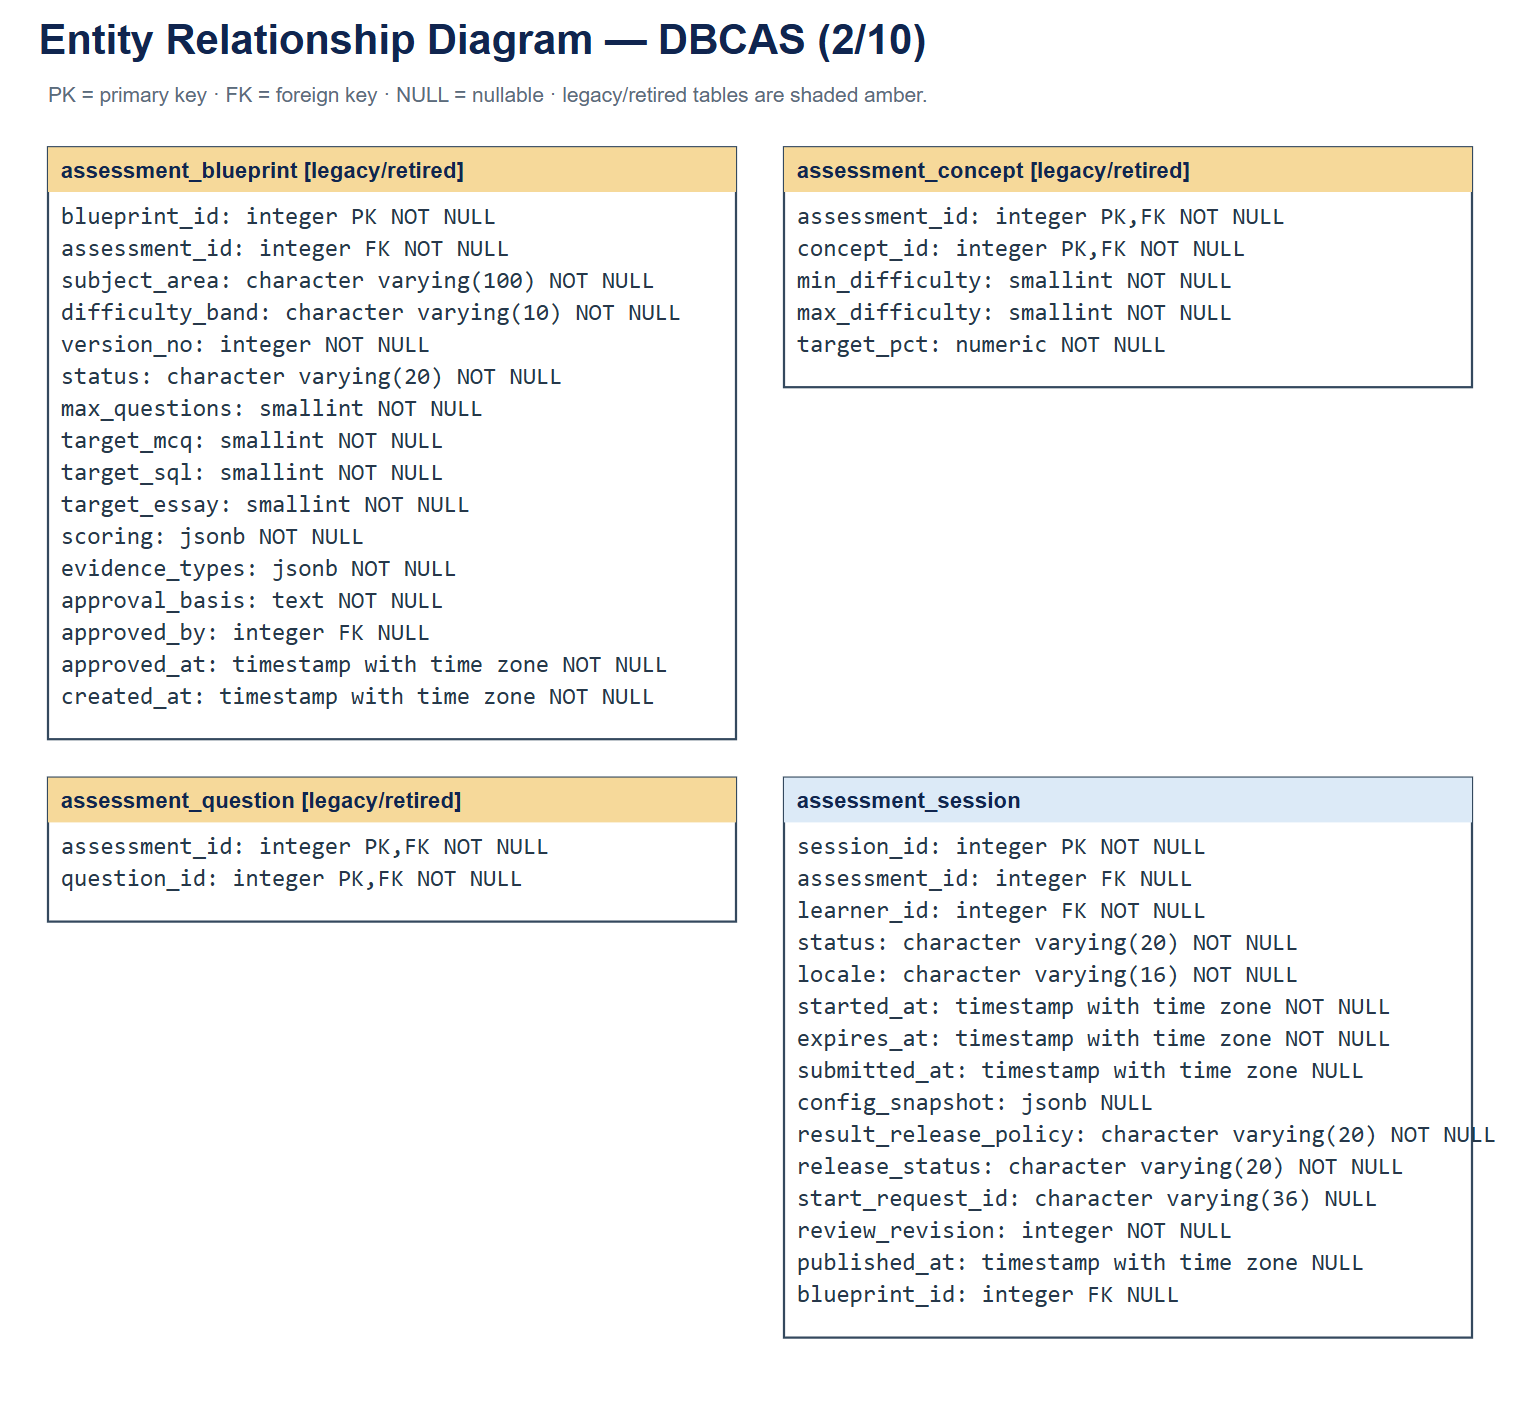 Entity Relationship Diagram — DBCAS (2/10)
PK = primary key · FK = foreign key · NULL = nullable · legacy/retired tables are shaded amber.
assessment_blueprint [legacy/retired]
blueprint_id: integer PK NOT NULL
assessment_id: integer FK NOT NULL
subject_area: character varying(100) NOT NULL
difficulty_band: character varying(10) NOT NULL
version_no: integer NOT NULL
status: character varying(20) NOT NULL
max_questions: smallint NOT NULL
target_mcq: smallint NOT NULL
target_sql: smallint NOT NULL
target_essay: smallint NOT NULL
scoring: jsonb NOT NULL
evidence_types: jsonb NOT NULL
approval_basis: text NOT NULL
approved_by: integer FK NULL
approved_at: timestamp with time zone NOT NULL
created_at: timestamp with time zone NOT NULL
assessment_concept [legacy/retired]
assessment_id: integer PK,FK NOT NULL
concept_id: integer PK,FK NOT NULL
min_difficulty: smallint NOT NULL
max_difficulty: smallint NOT NULL
target_pct: numeric NOT NULL
assessment_question [legacy/retired]
assessment_id: integer PK,FK NOT NULL
question_id: integer PK,FK NOT NULL
assessment_session
session_id: integer PK NOT NULL
assessment_id: integer FK NULL
learner_id: integer FK NOT NULL
status: character varying(20) NOT NULL
locale: character varying(16) NOT NULL
started_at: timestamp with time zone NOT NULL
expires_at: timestamp with time zone NOT NULL
submitted_at: timestamp with time zone NULL
config_snapshot: jsonb NULL
result_release_policy: character varying(20) NOT NULL
release_status: character varying(20) NOT NULL
start_request_id: character varying(36) NULL
review_revision: integer NOT NULL
published_at: timestamp with time zone NULL
blueprint_id: integer FK NULL